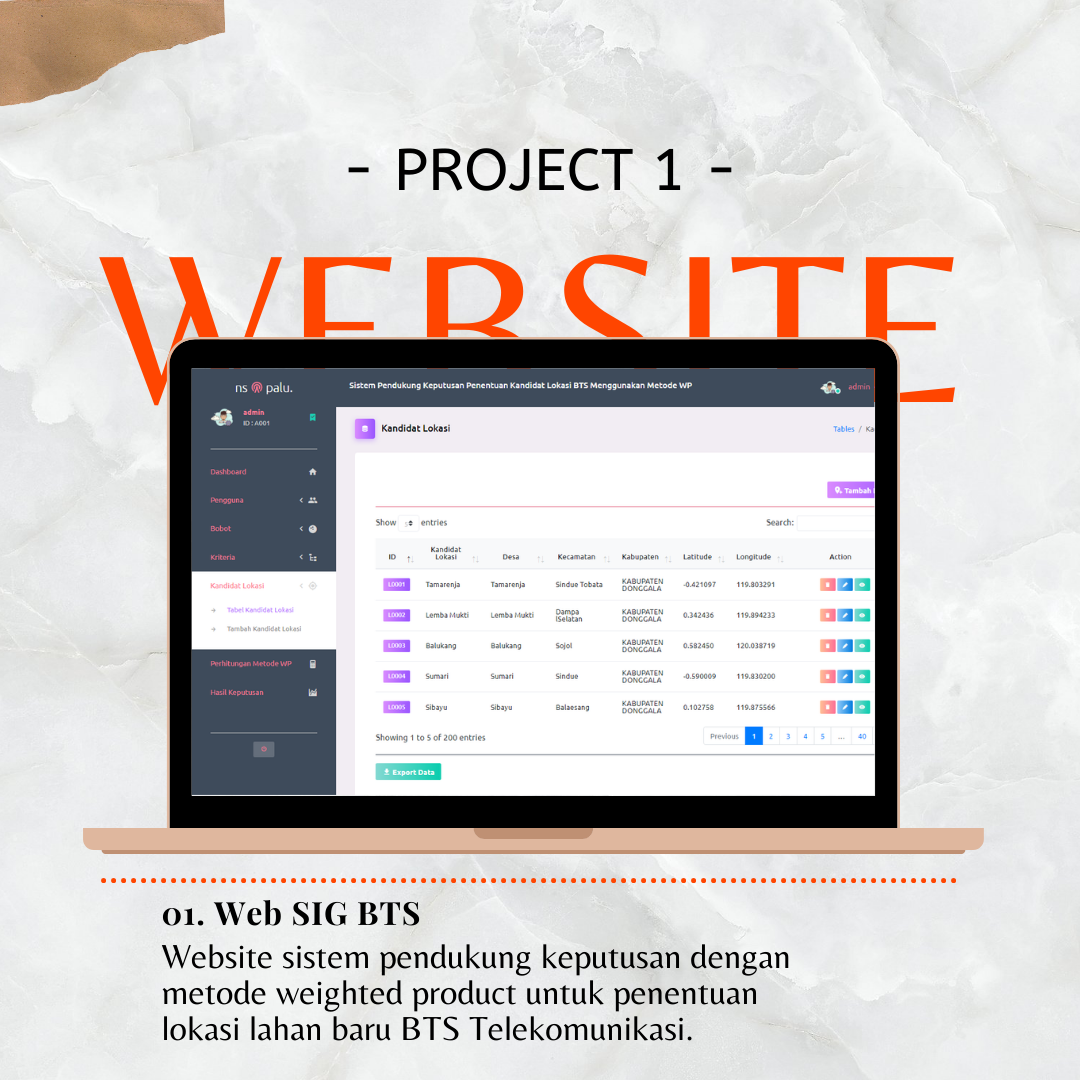 - PROJECT 1 -
WEBSITE
ns palu.
Sistem Pendukung Keputusan Penentuan Kandidat Lokasi BTS Menggunakan Metode WP
admin
admin
ID : A001
Kandidat Lokasi
Tables /
Dashboard
Pengguna
Bobot
Kriteria
Kandidat Lokasi
Tabel Kandidat Lokasi
Tambah Kandidat Lokasi
Perhitungan Metode WP
Hasil Keputusan
Tambah
Show 5 entries
Search:
ID Kandidat Lokasi Desa Kecamatan Kabupaten Latitude Longitude Action
L0001 Tamarenja Tamarenja Sindue Tobata KABUPATEN DONGGALA -0.421097 119.803291
L0002 Lemba Mukti Lemba Mukti Dampa lSelatan KABUPATEN DONGGALA 0.342436 119.894233
L0003 Balukang Balukang Sojol KABUPATEN DONGGALA 0.582450 120.038719
L0004 Sumari Sumari Sindue KABUPATEN DONGGALA -0.590009 119.830200
L0005 Sibayu Sibayu Balaesang KABUPATEN DONGGALA 0.102758 119.875566
Showing 1 to 5 of 200 entries
Previous 1 2 3 4 5 ... 40
Export Data
01. Web SIG BTS
Website sistem pendukung keputusan dengan
metode weighted product untuk penentuan
lokasi lahan baru BTS Telekomunikasi.